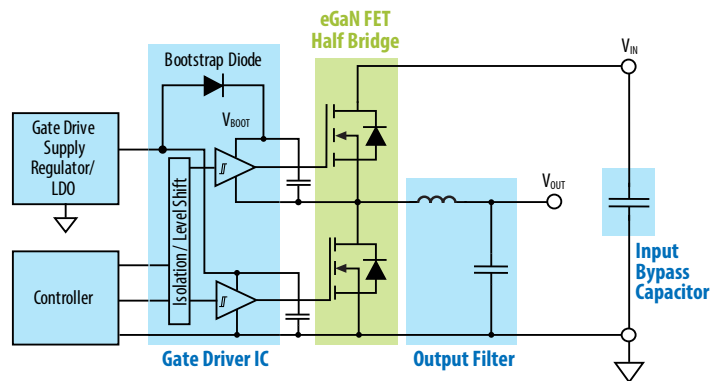 eGaN FET
Half Bridge
Bootstrap Diode
V_IN
V_BOOT
Gate Drive
Supply
Regulator/
LDO
Isolation / Level Shift
V_OUT
Controller
Input
Bypass
Capacitor
Gate Driver IC
Output Filter